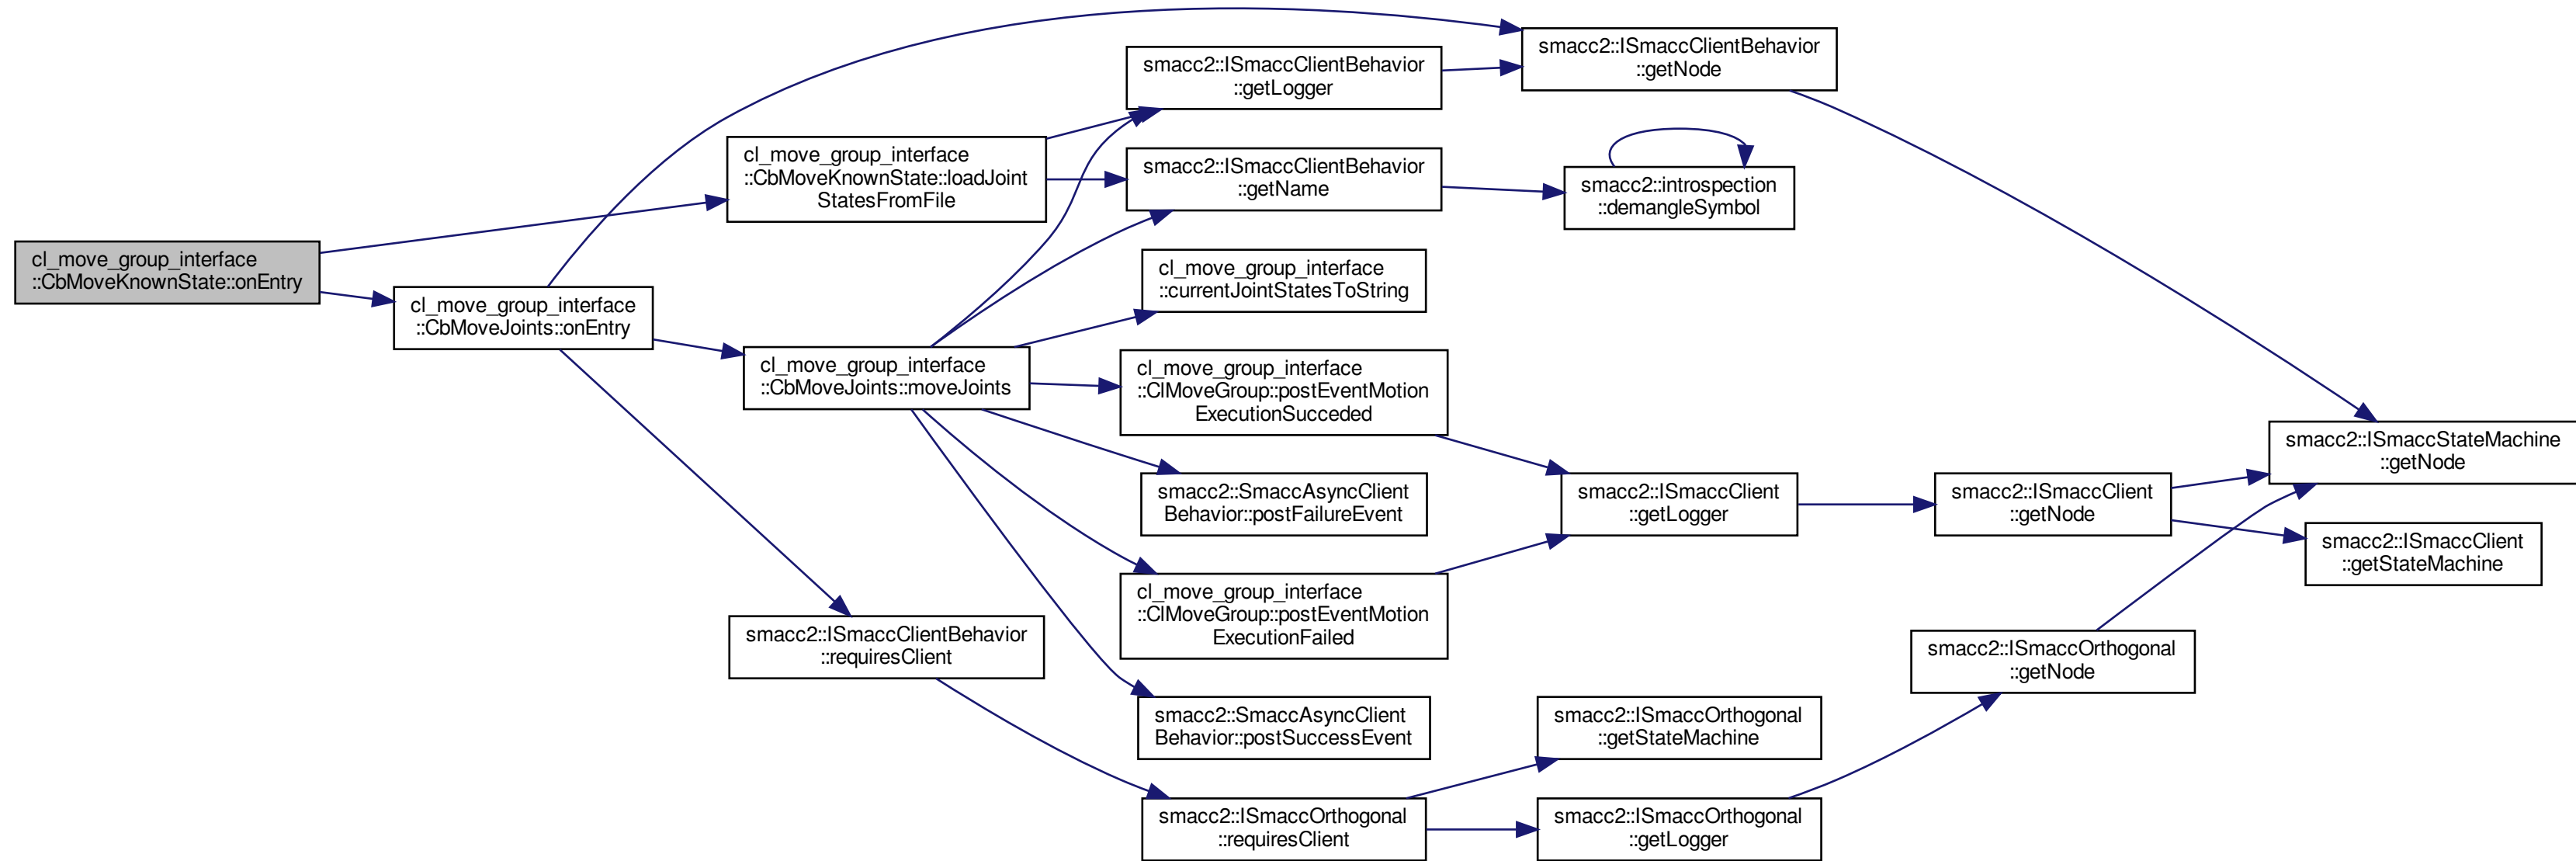 cl_move_group_interface
::CbMoveKnownState::onEntry
cl_move_group_interface
::CbMoveKnownState::loadJoint
StatesFromFile
cl_move_group_interface
::CbMoveJoints::onEntry
smacc2::ISmaccClientBehavior
::getLogger
smacc2::ISmaccClientBehavior
::getNode
smacc2::ISmaccClientBehavior
::getName
smacc2::introspection
::demangleSymbol
cl_move_group_interface
::currentJointStatesToString
cl_move_group_interface
::CbMoveJoints::moveJoints
cl_move_group_interface
::ClMoveGroup::postEventMotion
ExecutionSucceded
smacc2::SmaccAsyncClient
Behavior::postFailureEvent
cl_move_group_interface
::ClMoveGroup::postEventMotion
ExecutionFailed
smacc2::SmaccAsyncClient
Behavior::postSuccessEvent
smacc2::ISmaccClient
::getLogger
smacc2::ISmaccClient
::getNode
smacc2::ISmaccStateMachine
::getNode
smacc2::ISmaccClient
::getStateMachine
smacc2::ISmaccClientBehavior
::requiresClient
smacc2::ISmaccOrthogonal
::requiresClient
smacc2::ISmaccOrthogonal
::getStateMachine
smacc2::ISmaccOrthogonal
::getLogger
smacc2::ISmaccOrthogonal
::getNode